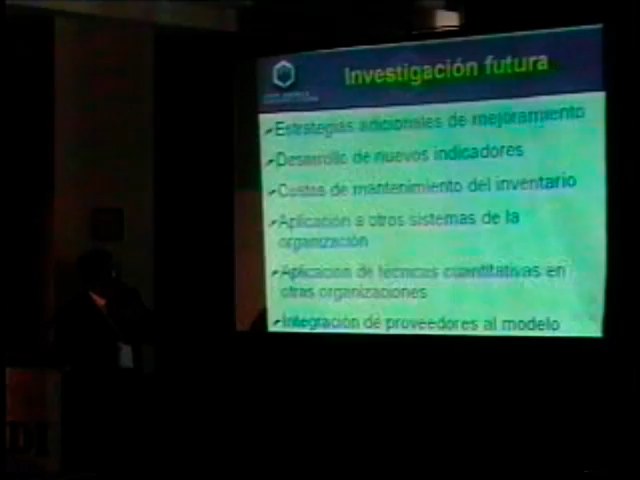 Investigación futura
Estrategias adicionales de mejoramiento
Desarrollo de nuevos indicadores
Costos de mantenimiento del inventario
Aplicación a otros sistemas de la
organización
Aplicación de técnicas cuantitativas en
otras organizaciones
Integración de proveedores al modelo
DI